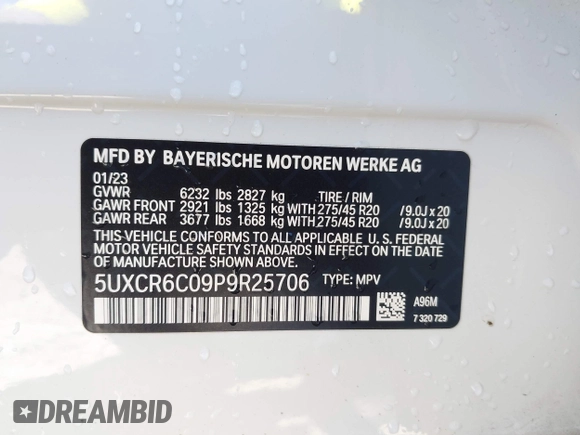 MFD BY BAYERISCHE MOTOREN WERKE AG
01/23
GVWR 6232 lbs 2827 kg TIRE / RIM
GAWR FRONT 2921 lbs 1325 kg WITH 275/45 R20 /9.0J x 20
GAWR REAR 3677 lbs 1668 kg WITH 275/45 R20 /9.0J x 20
THIS VEHICLE CONFORMS TO ALL APPLICABLE U. S. FEDERAL
MOTOR VEHICLE SAFETY STANDARDS IN EFFECT ON THE DATE
OF MANUFACTURE SHOWN ABOVE.
5UXCR6C09P9R25706 TYPE: MPV
A96M
7 320 729
DREAMBID